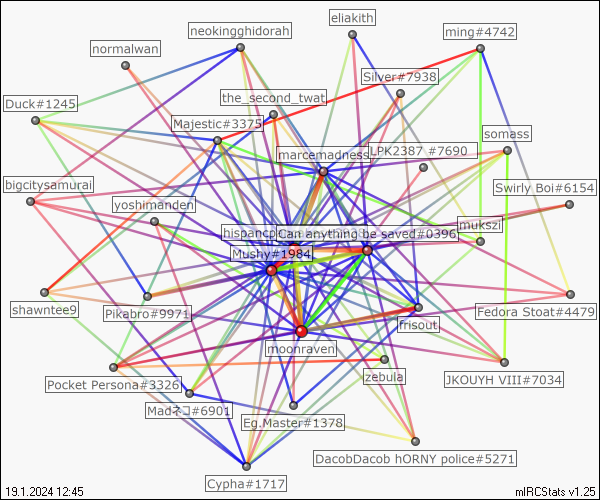 eliakith
neokingghidorah
ming#4742
normalwan
Silver#7938
the_second_twat
Duck#1245
Majestic#3375
somass
marcemadness
LPK2387 #7690
bigcitysamurai
Swirly Boi#6154
yoshimanden
mukszi
hispancp
Can anything be saved#0396
Mushy#1984
shawntee9
Pikabro#9971
Fedora Stoat#4479
frisout
moonraven
zebula
JKOUYH VIII#7034
Pocket Persona#3326
Madネコ#6901
Eg.Master#1378
DacobDacob hORNY police#5271
Cypha#1717
19.1.2024 12:45
mIRCStats v1.25